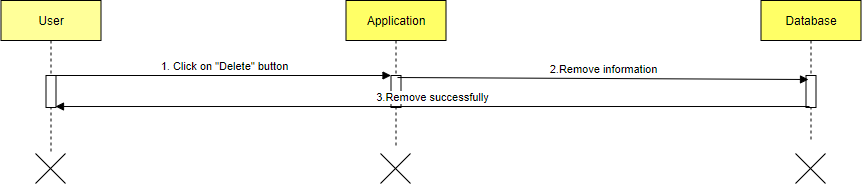 User
Application
Database
1. Click on "Delete" button
2.Remove information
3.Remove successfully